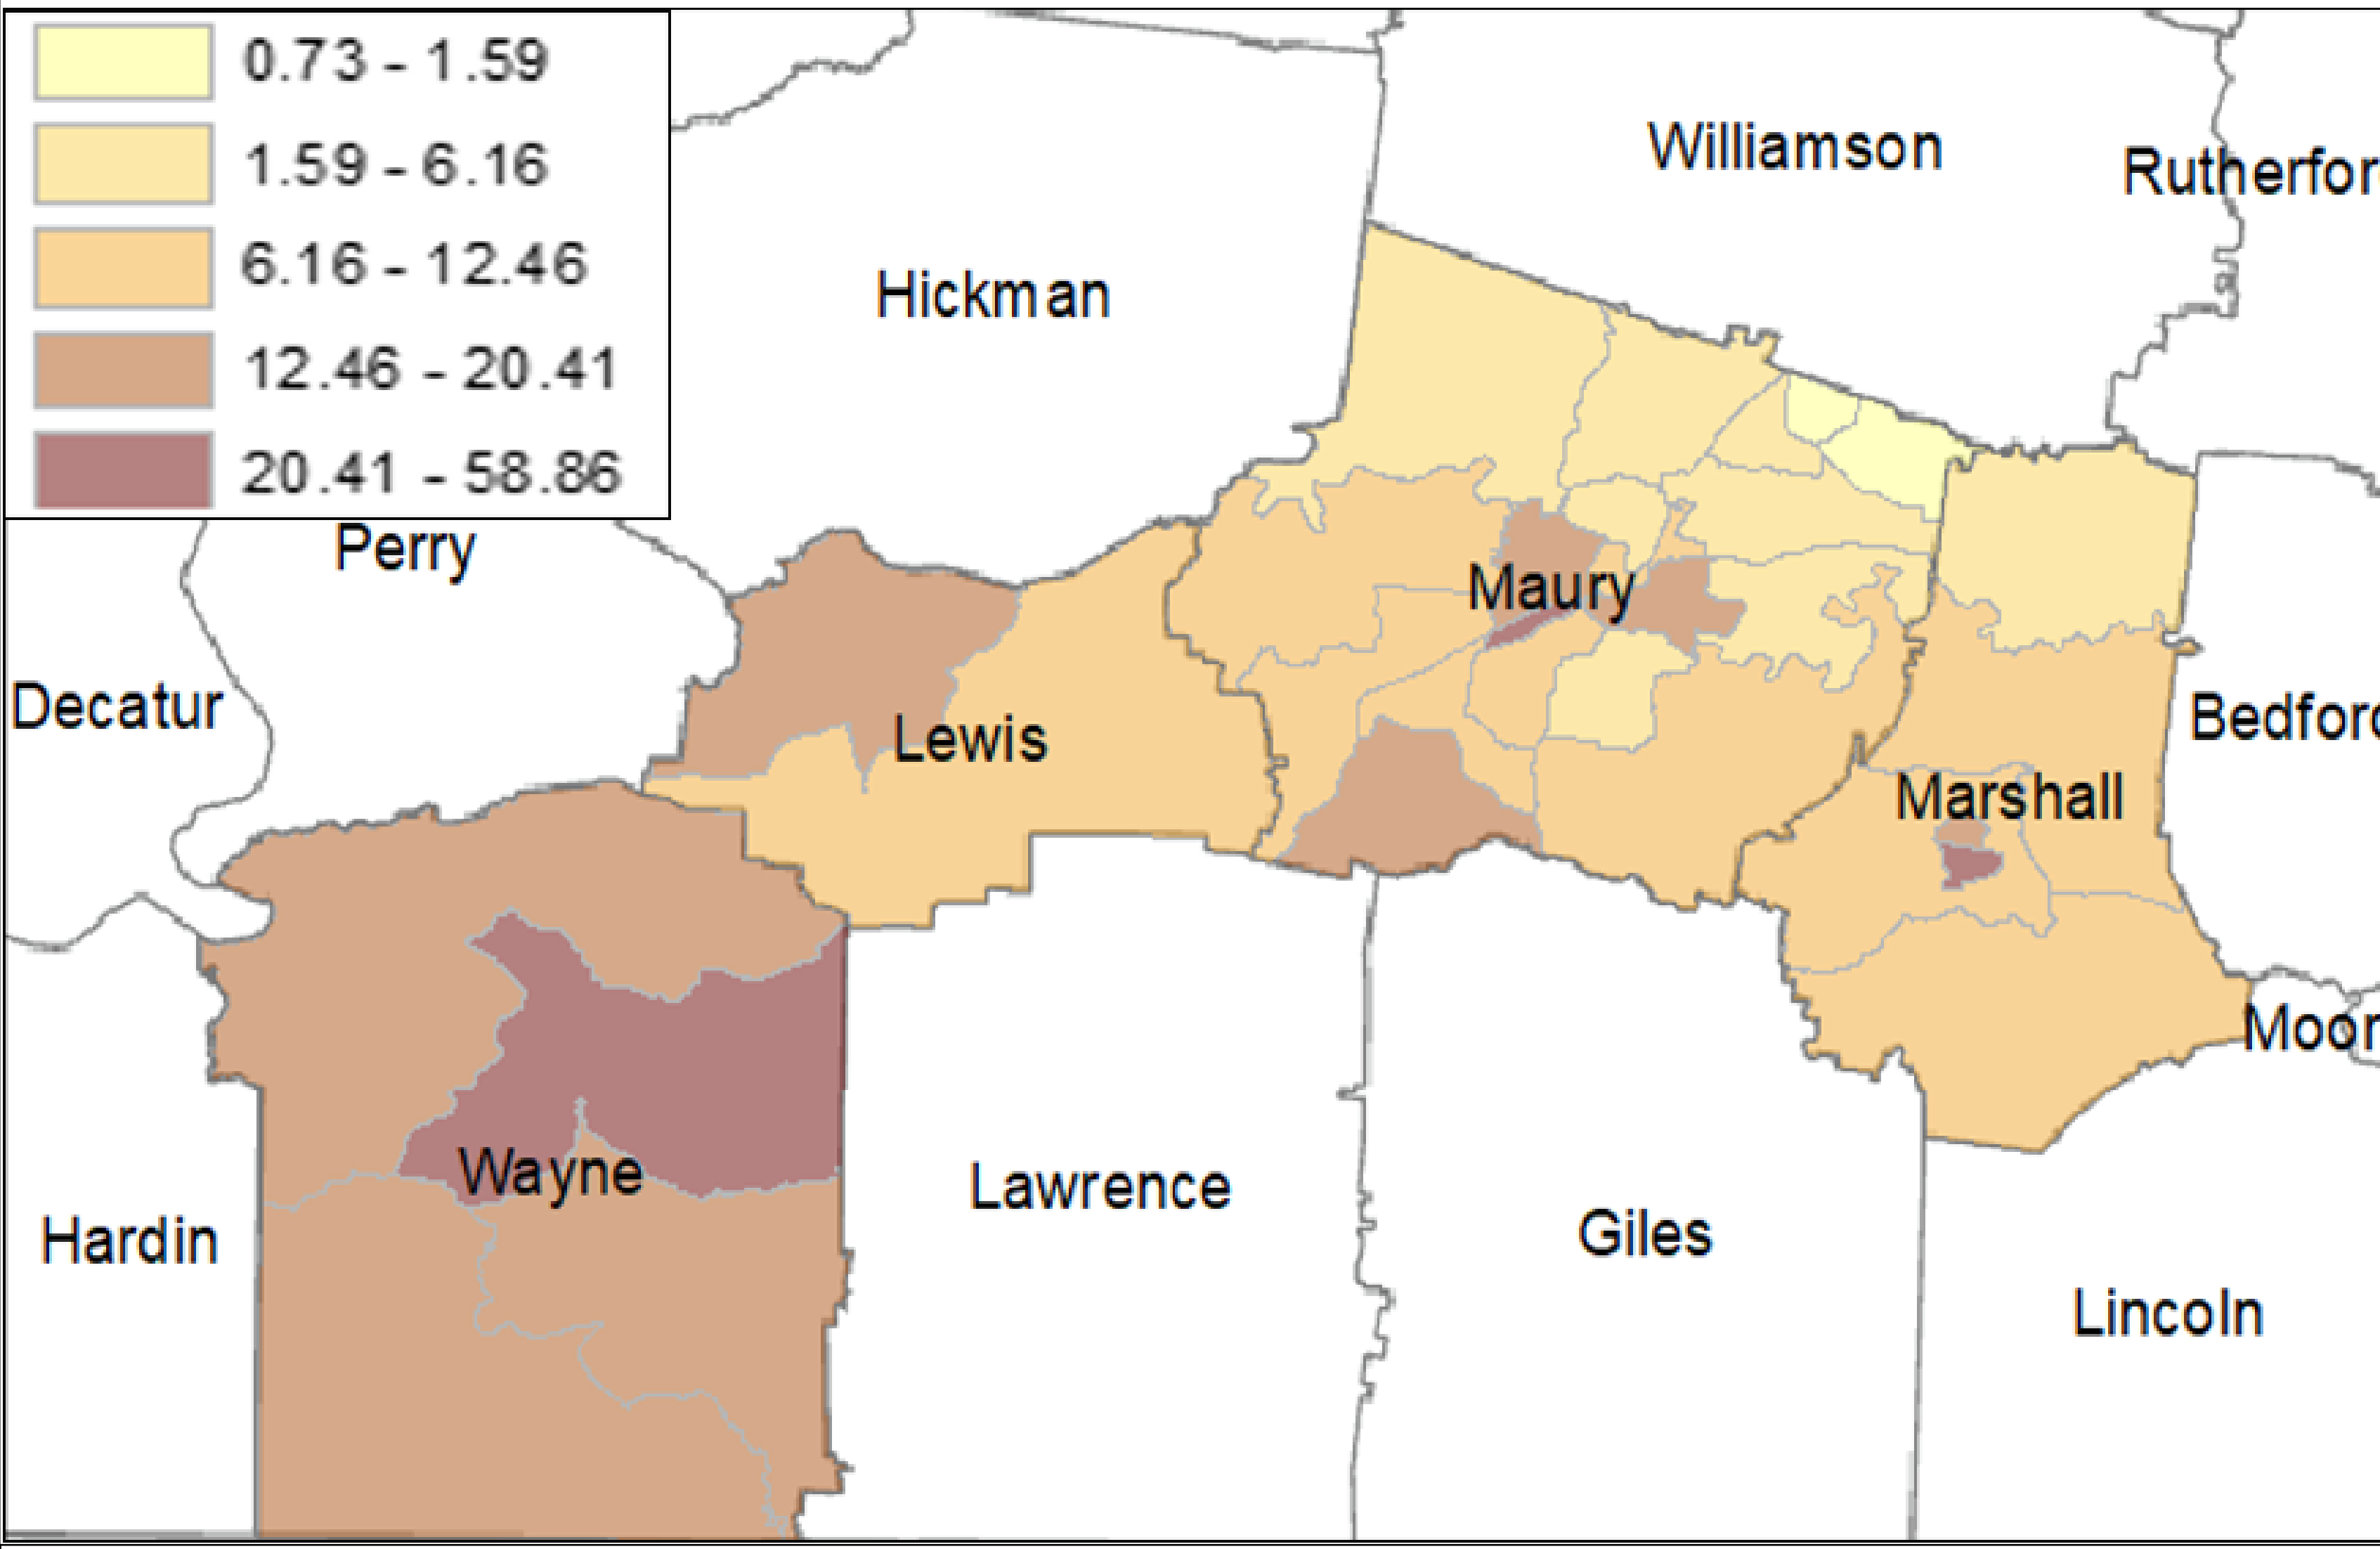 0.73 - 1.59
1.59 - 6.16
6.16 - 12.46
12.46 - 20.41
20.41 - 58.86
Williamson
Rutherfor
Hickman
Perry
Maury
Decatur
Lewis
Bedford
Marshall
Moor
Wayne
Lawrence
Hardin
Giles
Lincoln